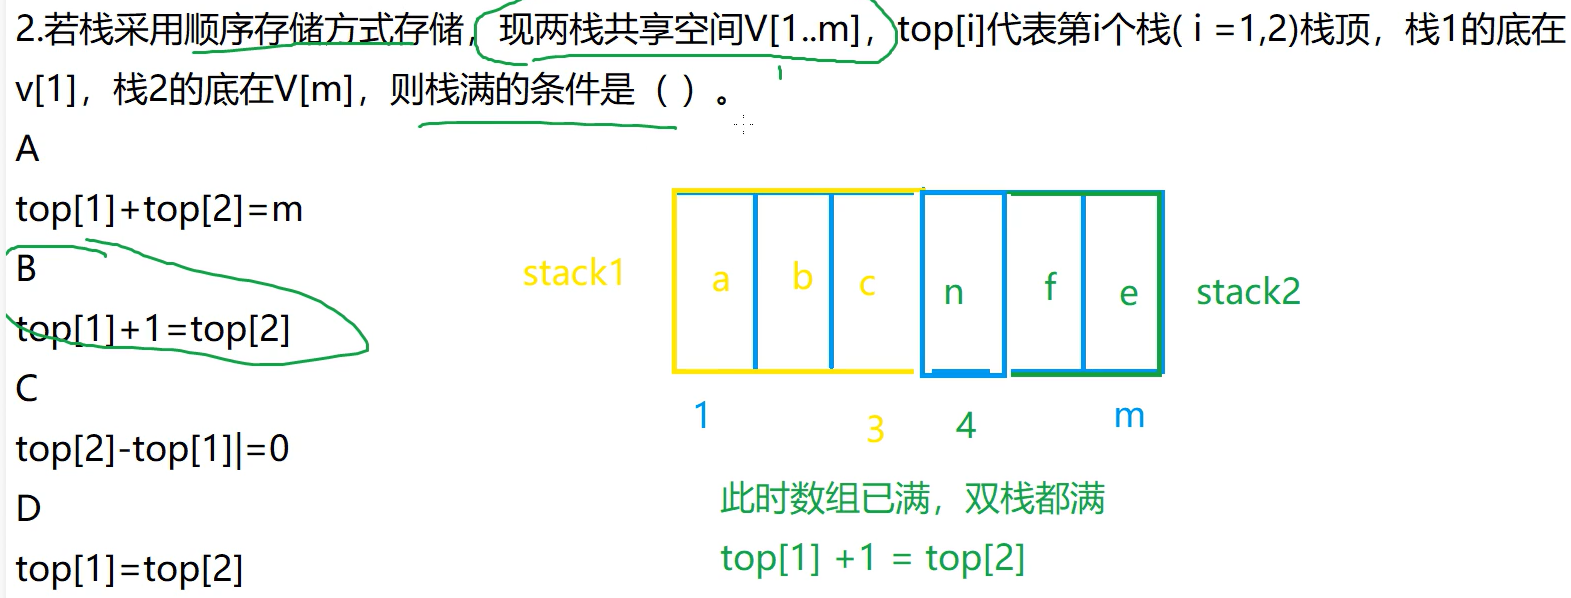 2.若栈采用顺序存储方式存储，现两栈共享空间V[1..m]，top[i]代表第i个栈( i =1,2)栈顶，栈1的底在
v[1]，栈2的底在V[m]，则栈满的条件是（ ）。
A
top[1]+top[2]=m
B
top[1]+1=top[2]
C
top[2]-top[1]|=0
D
top[1]=top[2]
stack1
a b c n f e
stack2
1 3 4 m
此时数组已满，双栈都满
top[1] +1 = top[2]